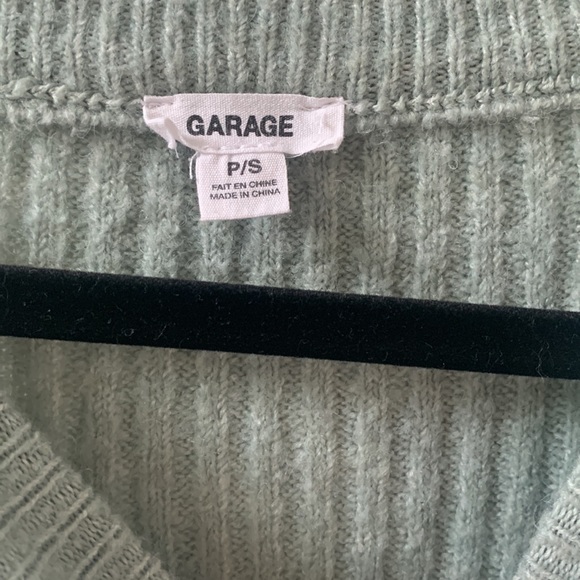 GARAGE
P/S
FAIT EN CHINE
MADE IN CHINA